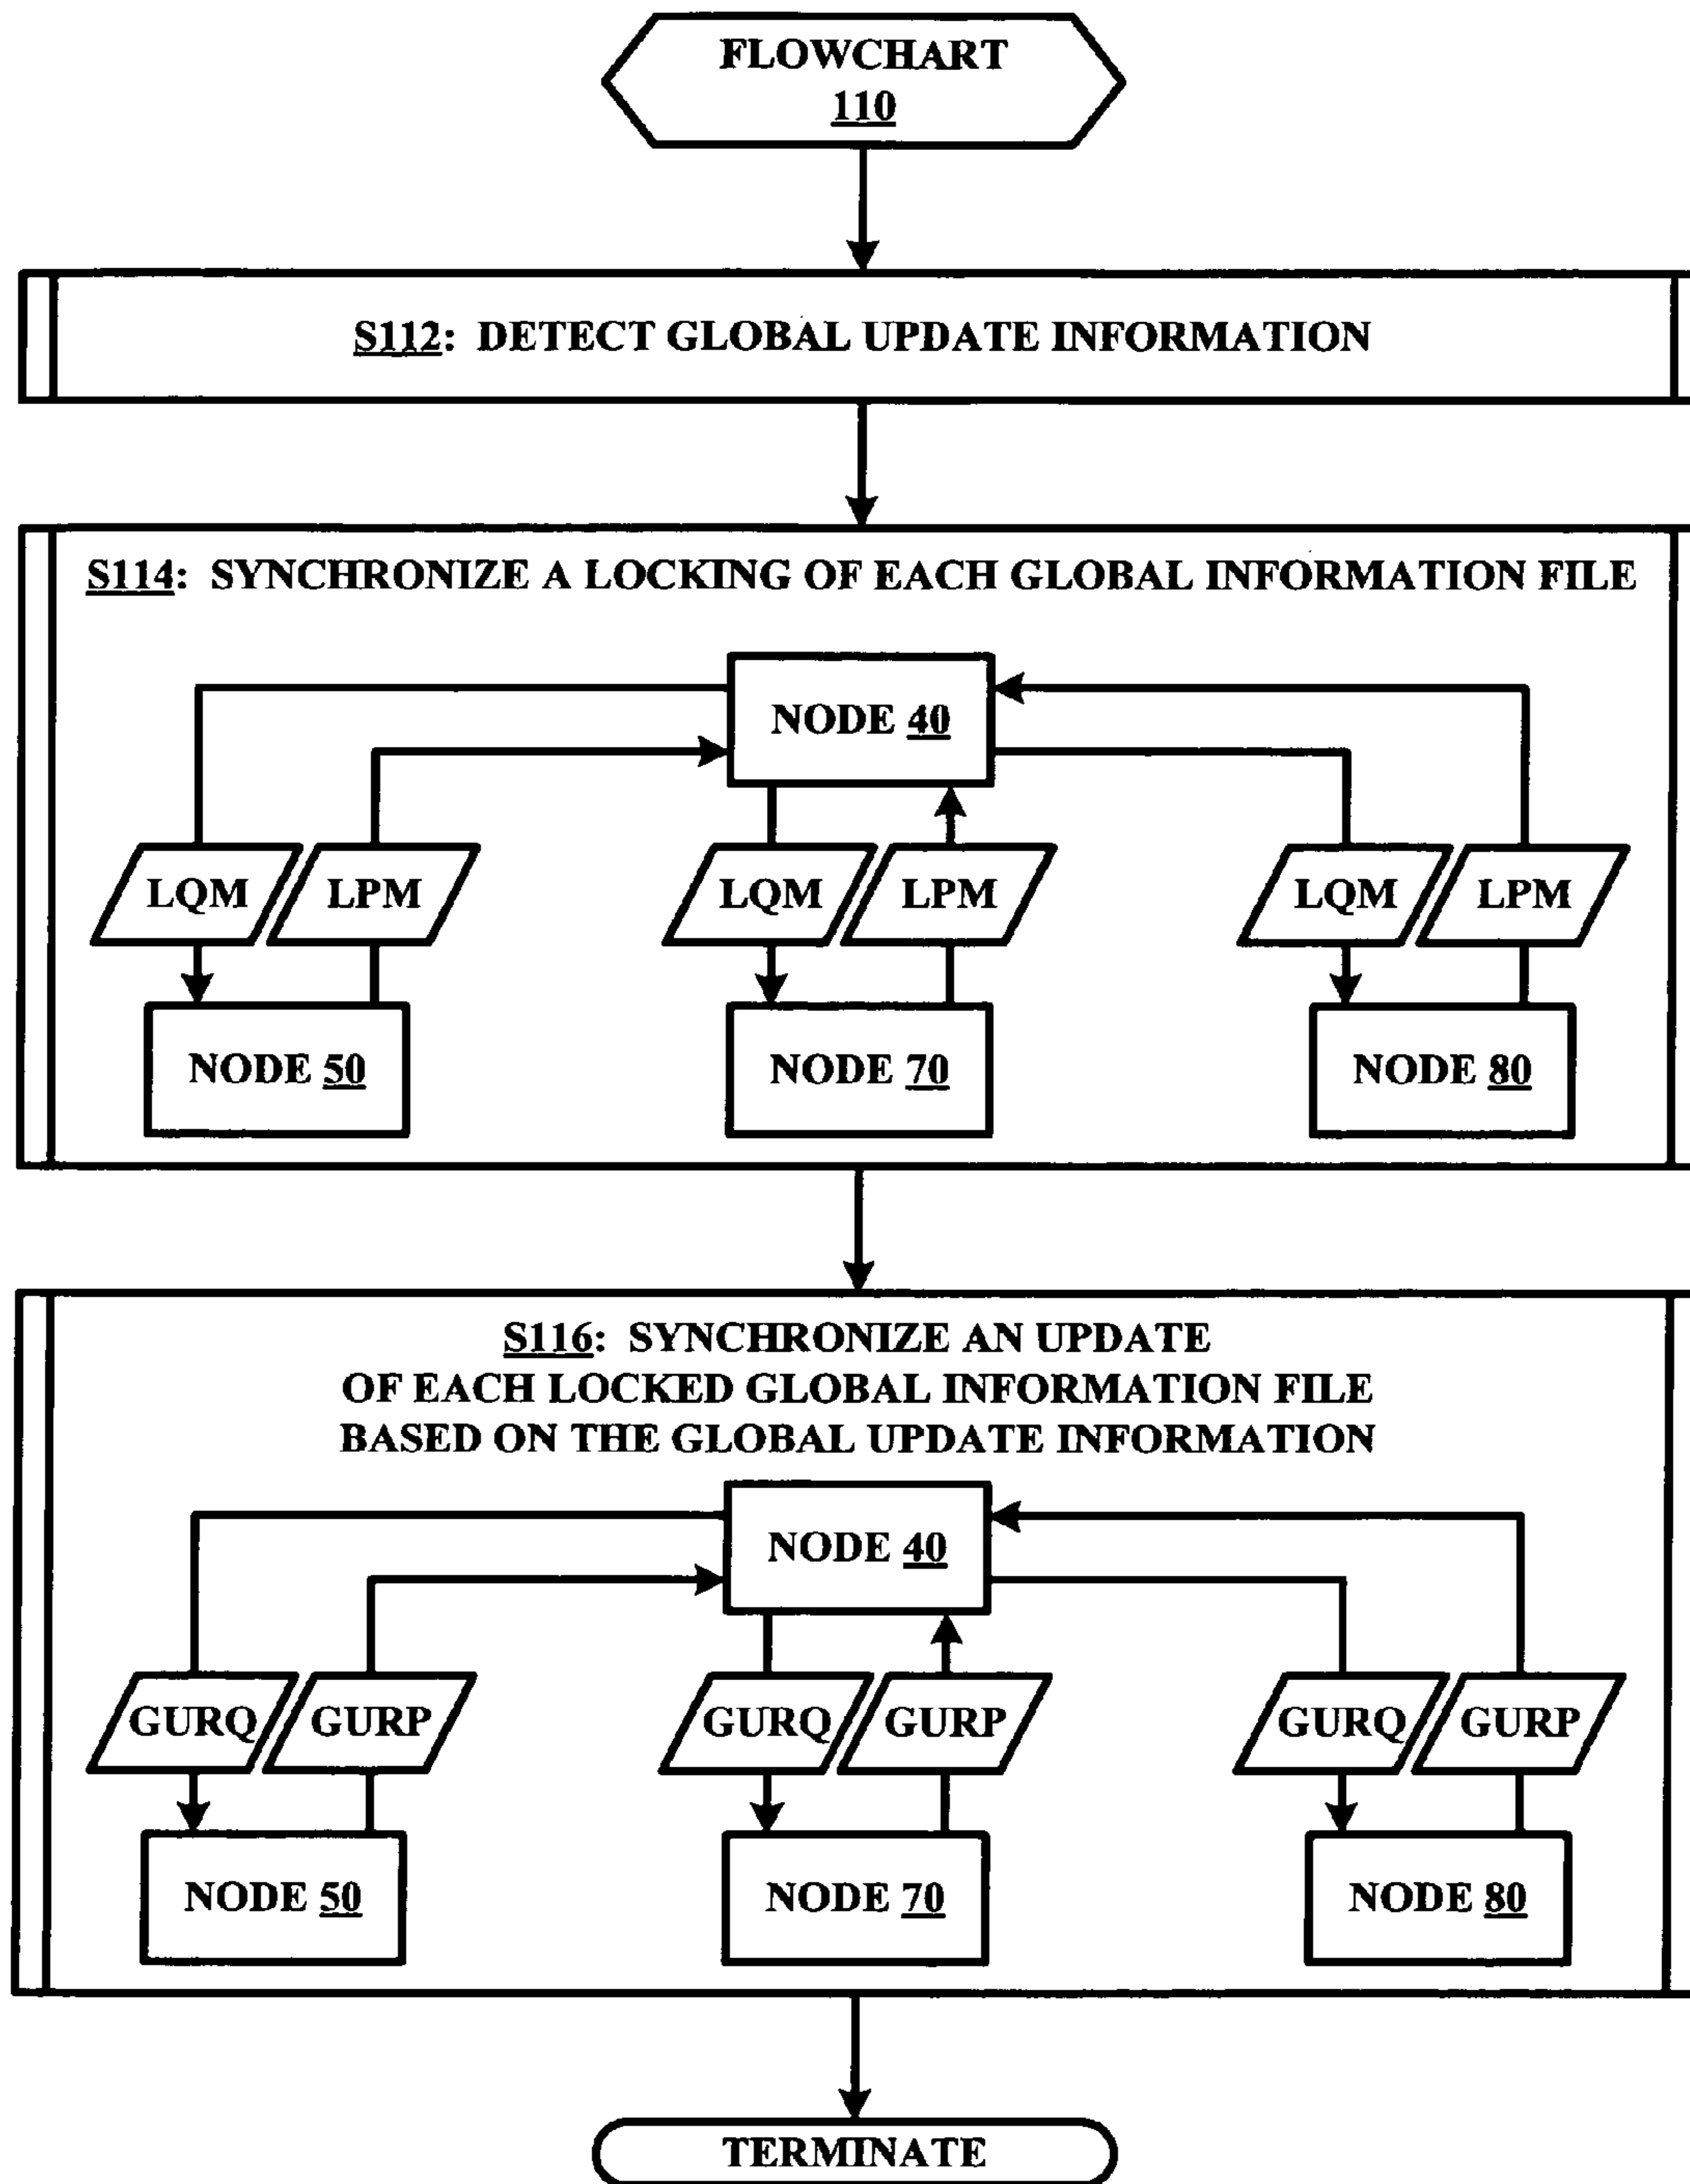 FLOWCHART
110
S112: DETECT GLOBAL UPDATE INFORMATION
S114: SYNCHRONIZE A LOCKING OF EACH GLOBAL INFORMATION FILE
NODE 40
LQM LPM LQM LPM LQM LPM
NODE 50 NODE 70 NODE 80
S116: SYNCHRONIZE AN UPDATE
OF EACH LOCKED GLOBAL INFORMATION FILE
BASED ON THE GLOBAL UPDATE INFORMATION
NODE 40
GURQ GURP GURQ GURP GURQ GURP
NODE 50 NODE 70 NODE 80
TERMINATE